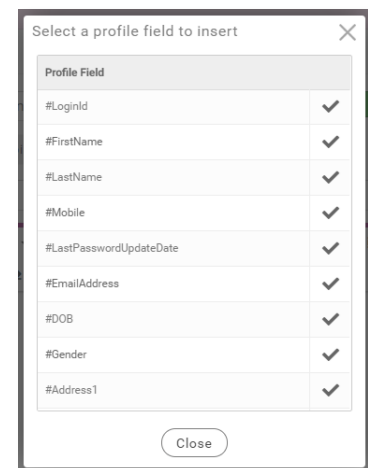 Select a profile field to insert
Profile Field
#LoginId
#FirstName
#LastName
#Mobile
#LastPasswordUpdateDate
#EmailAddress
#DOB
#Gender
#Address1
Close